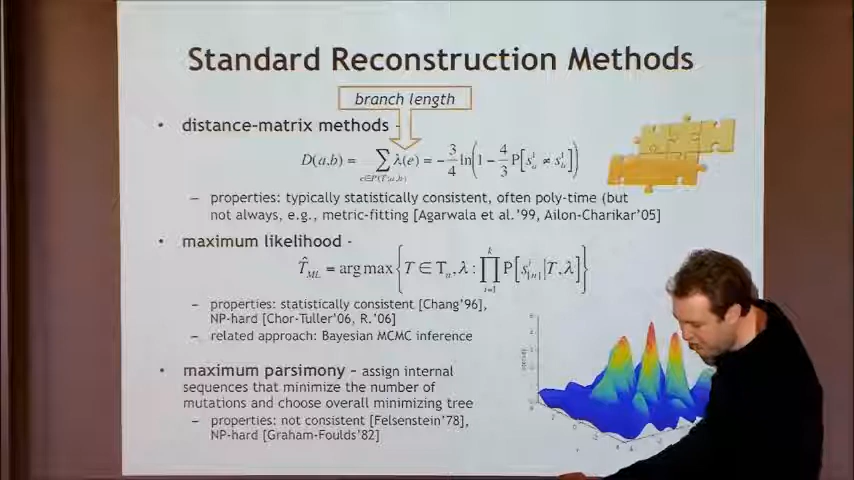 Standard Reconstruction Methods
branch length
• distance-matrix methods -
D(a,b) = ∑ λ(e) = -3/4 ln(1 - 4/3 P[s_a^i ≠ s_b^i])
– properties: typically statistically consistent, often poly-time (but
not always, e.g., metric-fitting [Agarwala et al.'99, Ailon-Charikar'05]
• maximum likelihood -
T̂_ML = arg max { T ∈ T_n, λ : ∏_{i=1}^{k} P[s_{[n]}^i | T, λ] }
– properties: statistically consistent [Chang'96],
NP-hard [Chor-Tuller'06, R.'06]
– related approach: Bayesian MCMC inference
• maximum parsimony – assign internal
sequences that minimize the number of
mutations and choose overall minimizing tree
– properties: not consistent [Felsenstein'78],
NP-hard [Graham-Foulds'82]